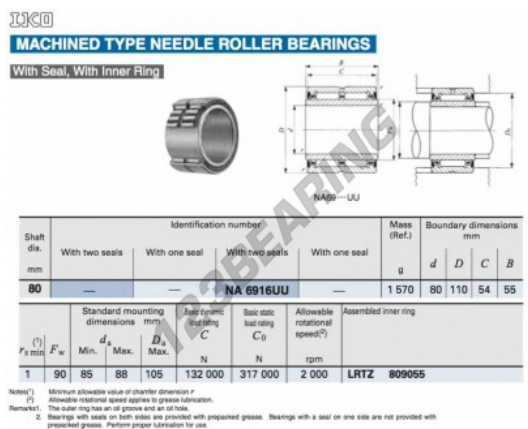 IKO
MACHINED TYPE NEEDLE ROLLER BEARINGS
With Seal, With Inner Ring
B
C
r
r
D
d
Fw
da
Da
NA69···UU
Shaft dia. mm
Identification number
Mass (Ref.) g
Boundary dimensions mm
With two seals
With one seal
With two seals
With one seal
d D C B
80 — — NA 6916UU — 1 570 80 110 54 55
(1) rs min
Fw
Standard mounting dimensions mm
da
Min. Max.
Da Max.
Basic dynamic load rating C N
Basic static load rating C0 N
Allowable rotational speed(2) rpm
Assembled inner ring
1 90 85 88 105 132 000 317 000 2 000 LRTZ 809055
Notes(1) Minimum allowable value of chamfer dimension r
(2) Allowable rotational speed applies to grease lubrication.
Remarks1. The outer ring has an oil groove and an oil hole.
2. Bearings with seals on both sides are provided with prepacked grease. Bearings with a seal on one side are not provided with
prepacked grease. Perform proper lubrication for use.
123BEARING